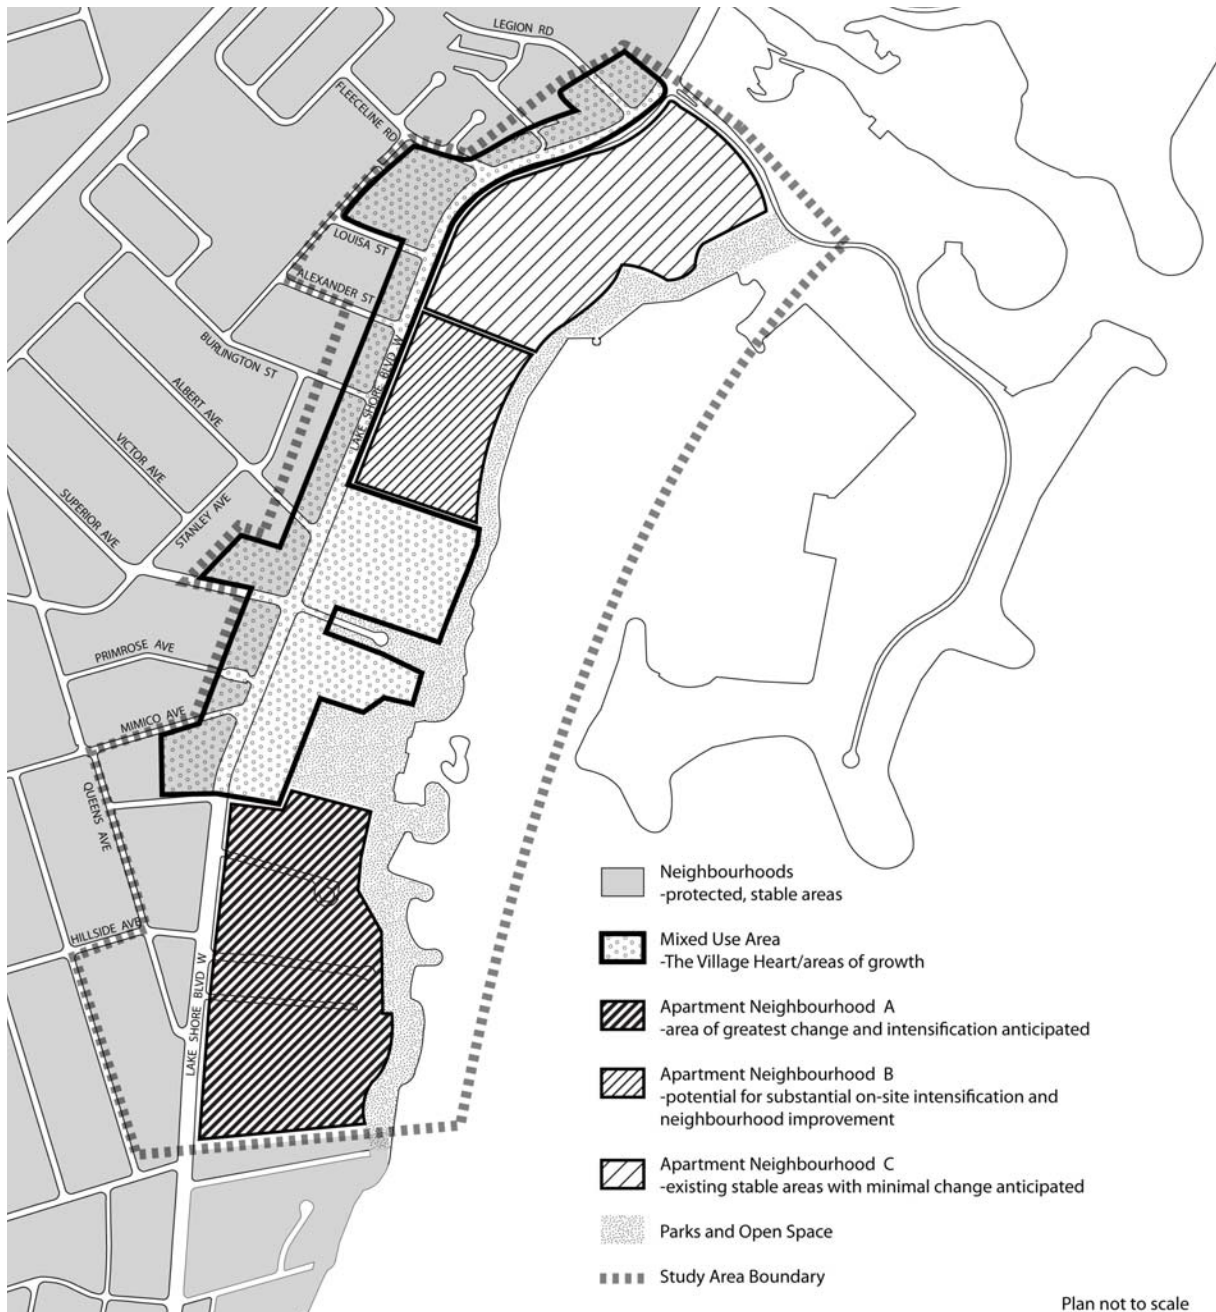 LEGION RD
FLEECELINE RD
LOUISA ST
ALEXANDER ST
BURLINGTON ST
ALBERT AVE
VICTOR AVE
SUPERIOR AVE
STANLEY AVE
LAKE SHORE BLVD W
PRIMROSE AVE
MIMICO AVE
QUEENS AVE
HILLSIDE AVE
LAKE SHORE BLVD W
Neighbourhoods
-protected, stable areas
Mixed Use Area
-The Village Heart/areas of growth
Apartment Neighbourhood A
-area of greatest change and intensification anticipated
Apartment Neighbourhood B
-potential for substantial on-site intensification and
neighbourhood improvement
Apartment Neighbourhood C
-existing stable areas with minimal change anticipated
Parks and Open Space
Study Area Boundary
Plan not to scale